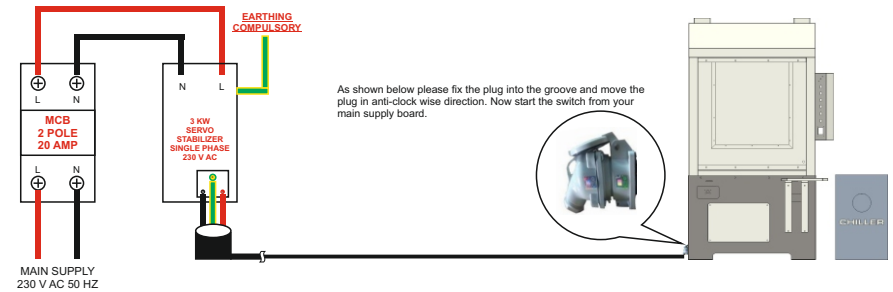 EARTHING
COMPULSORY
L
N
N
L
MCB
2 POLE
20 AMP
3 KW
SERVO
STABILIZER
SINGLE PHASE
230 V AC
L
N
MAIN SUPPLY
230 V AC 50 HZ
As shown below please fix the plug into the groove and move the
plug in anti-clock wise direction. Now start the switch from your
main supply board.
CHILLER